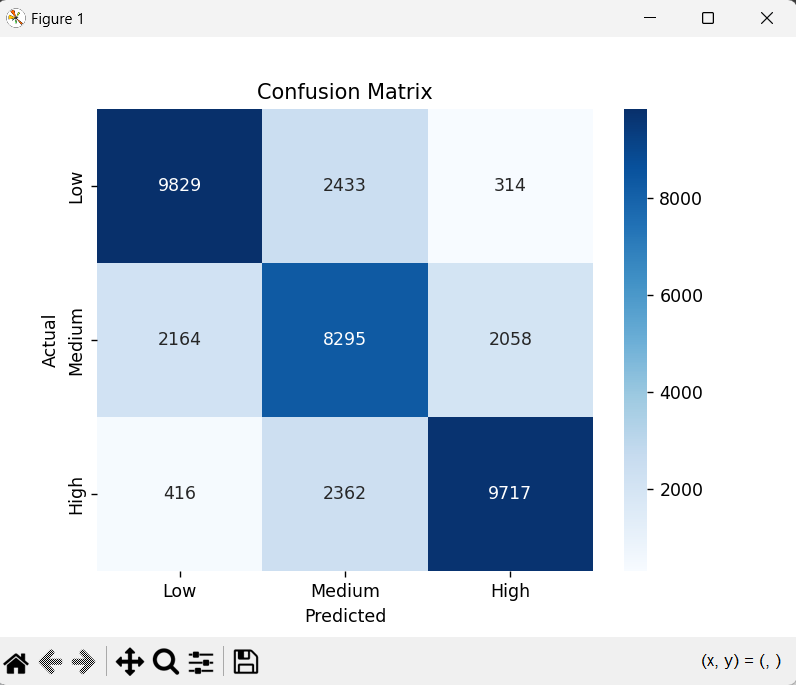 Figure 1
Confusion Matrix
Low 9829 2433 314 8000
6000
Actual
Medium 2164 8295 2058
4000
High 416 2362 9717 2000
Low Medium High
Predicted
(x, y) = (, )